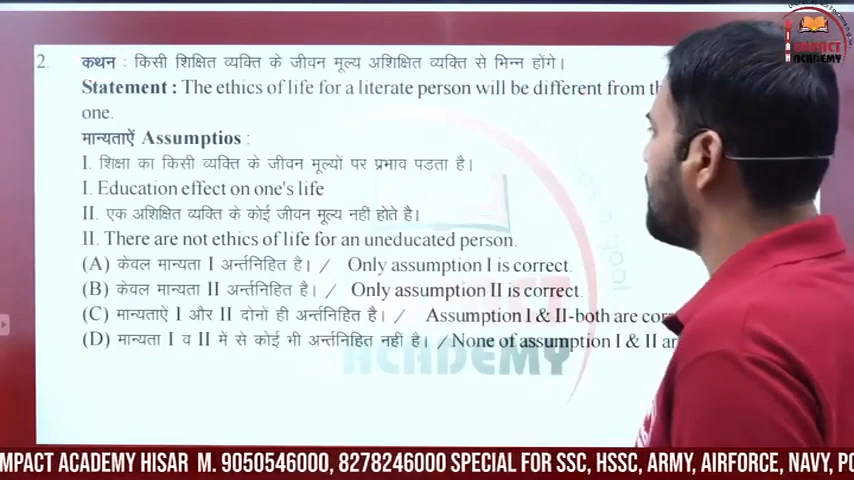 IMPACT
ACADEMY
2. कथन : किसी शिक्षित व्यक्ति के जीवन मूल्य अशिक्षित व्यक्ति से भिन्न होंगे।
Statement : The ethics of life for a literate person will be different from
one.
मान्यताऐं Assumptios :
I. शिक्षा का किसी व्यक्ति के जीवन मूल्यों पर प्रभाव पडता है।
I. Education effect on one's life
II. एक अशिक्षित व्यक्ति के कोई जीवन मूल्य नहीं होते है।
II. There are not ethics of life for an uneducated person.
(A) केवल मान्यता I अर्न्तनिहित है। / Only assumption I is correct.
(B) केवल मान्यता II अर्न्तनिहित है। / Only assumption II is correct.
(C) मान्यताऐं I और II दोनों ही अर्न्तनिहित है। / Assumption I & II-both are
(D) मान्यता I व II में से कोई भी अर्न्तनिहित नहीं है। / None of assumption I & II
ACADEMY
IMPACT ACADEMY HISAR M. 9050546000, 8278246000 SPECIAL FOR SSC, HSSC, ARMY, AIRFORCE, NAVY,